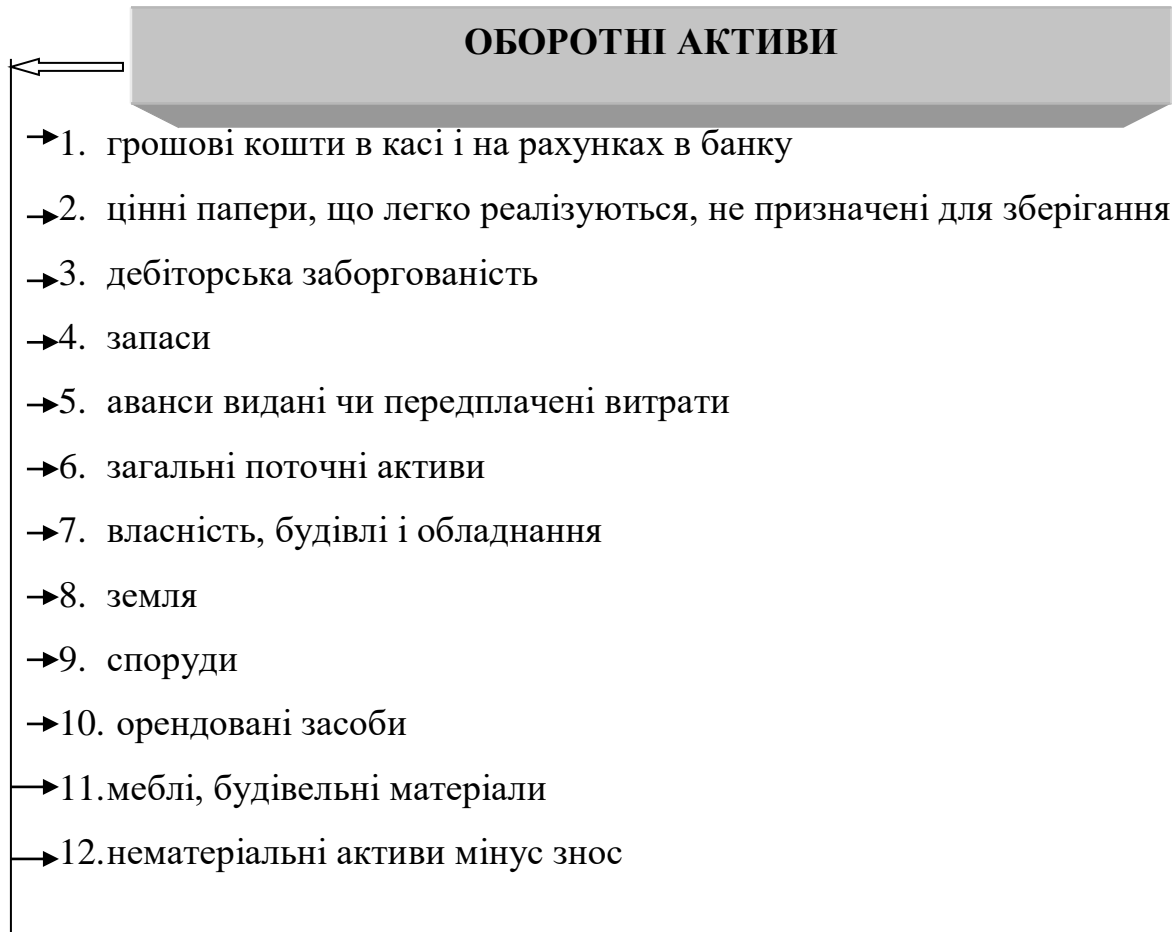 ОБОРОТНІ АКТИВИ
1. грошові кошти в касі і на рахунках в банку
2. цінні папери, що легко реалізуються, не призначені для зберігання
3. дебіторська заборгованість
4. запаси
5. аванси видані чи передплачені витрати
6. загальні поточні активи
7. власність, будівлі і обладнання
8. земля
9. споруди
10. орендовані засоби
11.меблі, будівельні матеріали
12.нематеріальні активи мінус знос